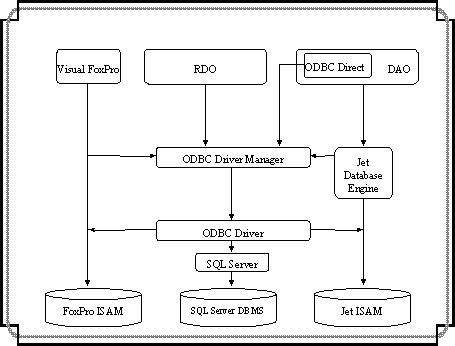 Visual FoxPro
RDO
ODBC Direct
DAO
ODBC Driver Manager
Jet
Database
Engine
ODBC Driver
SQL Server
FoxPro ISAM
SQL Server DBMS
Jet ISAM